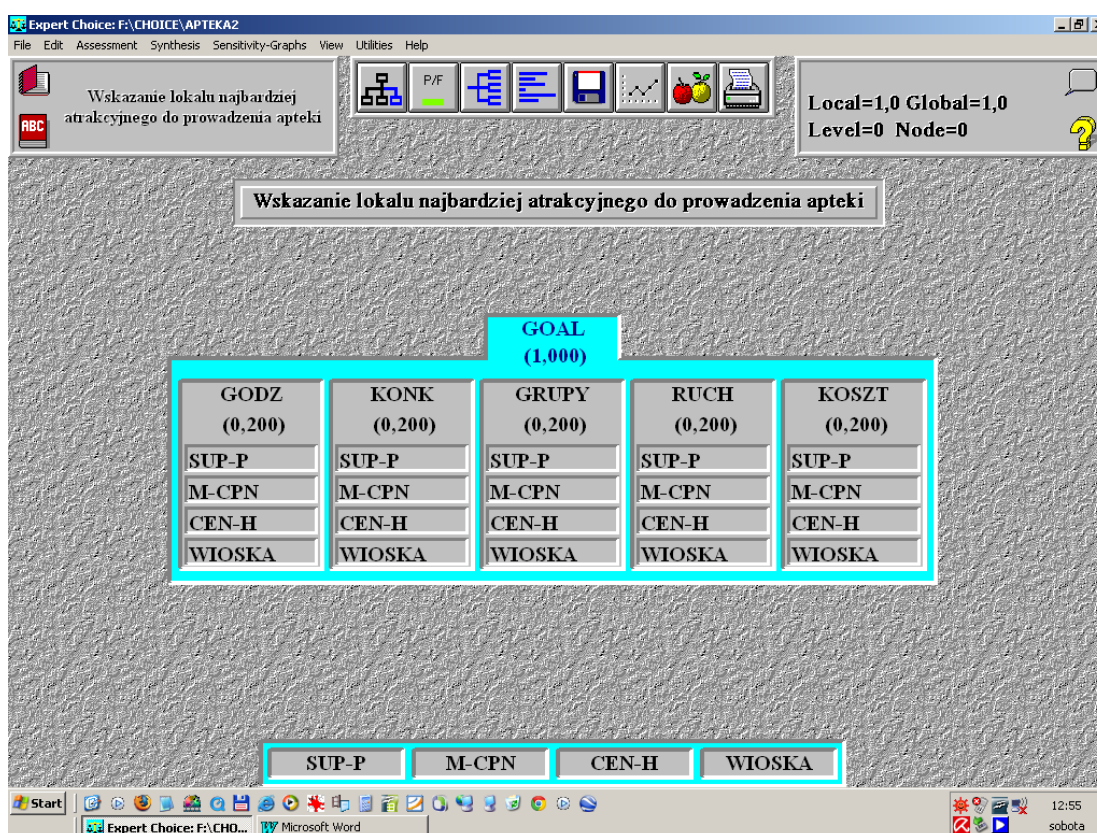 Expert Choice: F:\CHOICE\APTEKA2
File Edit Assessment Synthesis Sensitivity-Graphs View Utilities Help
Wskazanie lokalu najbardziej
atrakcyjnego do prowadzenia apteki
ABC
P/F
Local=1,0 Global=1,0
Level=0 Node=0
Wskazanie lokalu najbardziej atrakcyjnego do prowadzenia apteki
GOAL
(1,000)
GODZ KONK GRUPY RUCH KOSZT
(0,200) (0,200) (0,200) (0,200) (0,200)
SUP-P SUP-P SUP-P SUP-P SUP-P
M-CPN M-CPN M-CPN M-CPN M-CPN
CEN-H CEN-H CEN-H CEN-H CEN-H
WIOSKA WIOSKA WIOSKA WIOSKA WIOSKA
SUP-P M-CPN CEN-H WIOSKA
Start 12:55
Expert Choice: F:\CHO... Microsoft Word sobota